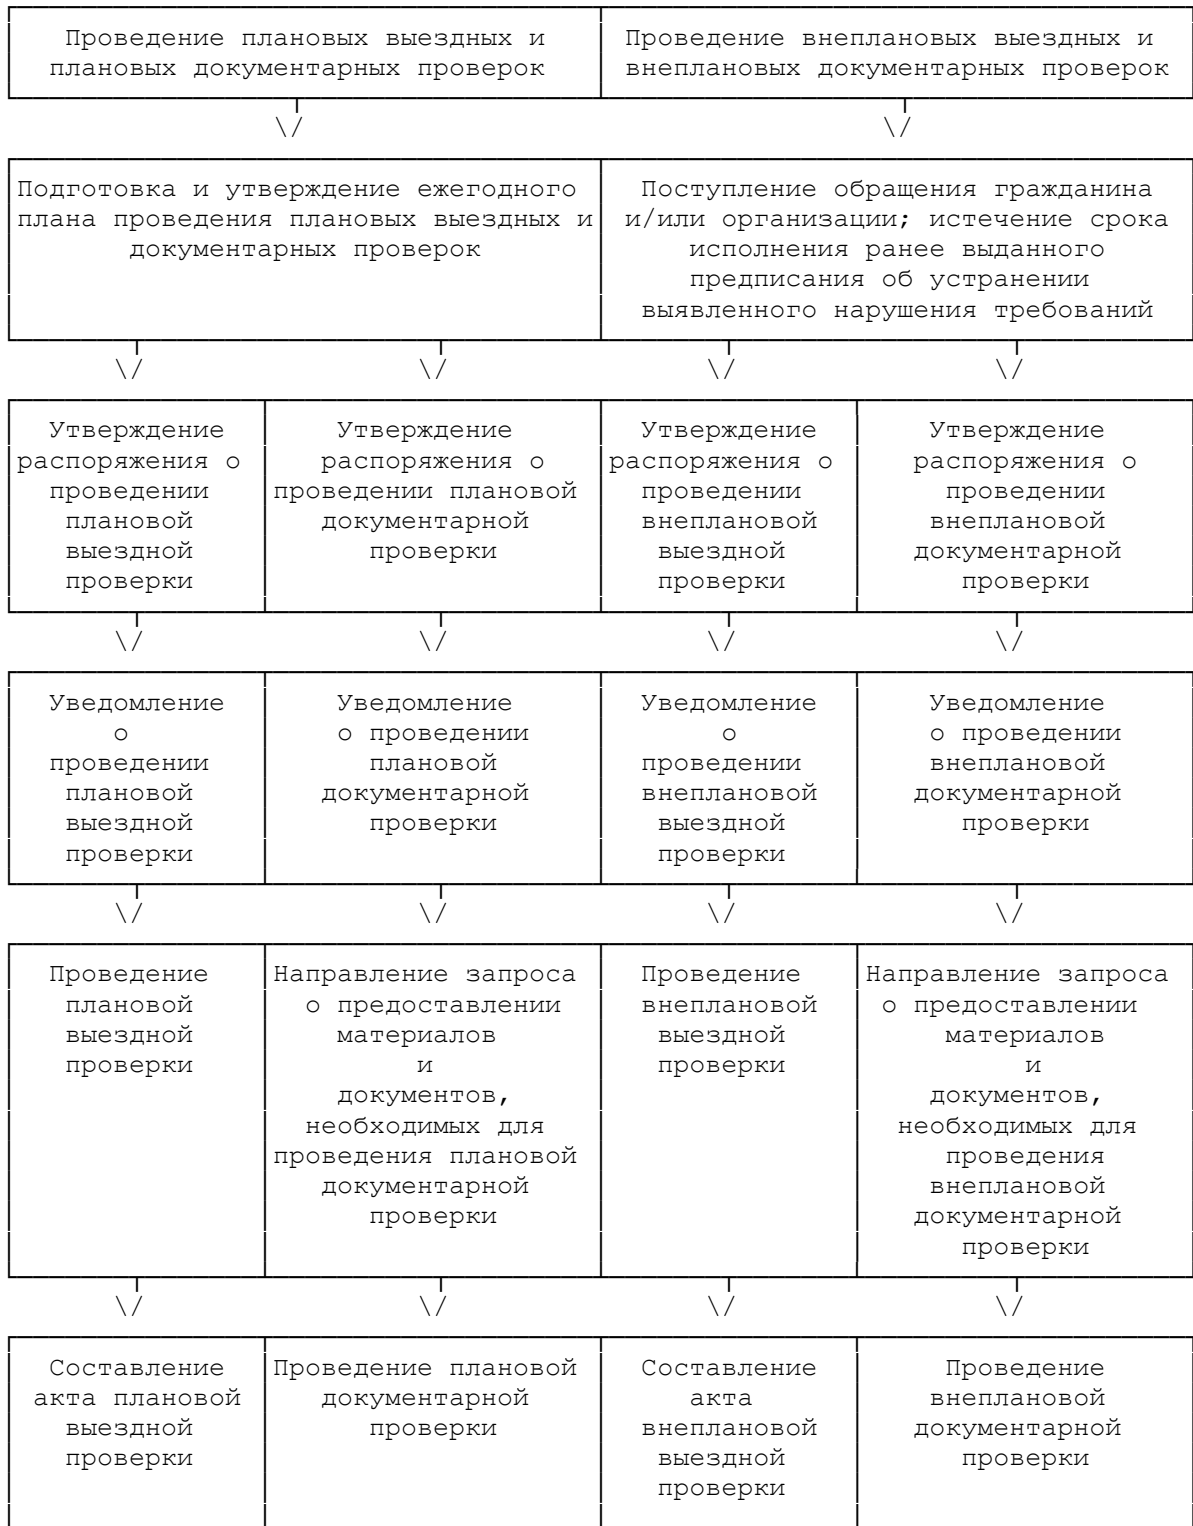 Проведение плановых выездных и
плановых документарных проверок
Проведение внеплановых выездных и
внеплановых документарных проверок
\/
\/
Подготовка и утверждение ежегодного
плана проведения плановых выездных и
документарных проверок
Поступление обращения гражданина
и/или организации; истечение срока
исполнения ранее выданного
предписания об устранении
выявленного нарушения требований
\/
\/
\/
\/
Утверждение
распоряжения о
проведении
плановой
выездной
проверки
Утверждение
распоряжения о
проведении плановой
документарной
проверки
Утверждение
распоряжения о
проведении
внеплановой
выездной
проверки
Утверждение
распоряжения о
проведении
внеплановой
документарной
проверки
\/
\/
\/
\/
Уведомление
о
проведении
плановой
выездной
проверки
Уведомление
о проведении
плановой
документарной
проверки
Уведомление
о
проведении
внеплановой
выездной
проверки
Уведомление
о проведении
внеплановой
документарной
проверки
\/
\/
\/
\/
Проведение
плановой
выездной
проверки
Направление запроса
о предоставлении
материалов
и
документов,
необходимых для
проведения плановой
документарной
проверки
Проведение
внеплановой
выездной
проверки
Направление запроса
о предоставлении
материалов
и
документов,
необходимых для
проведения
внеплановой
документарной
проверки
\/
\/
\/
\/
Составление
акта плановой
выездной
проверки
Проведение плановой
документарной
проверки
Составление
акта
внеплановой
выездной
проверки
Проведение
внеплановой
документарной
проверки